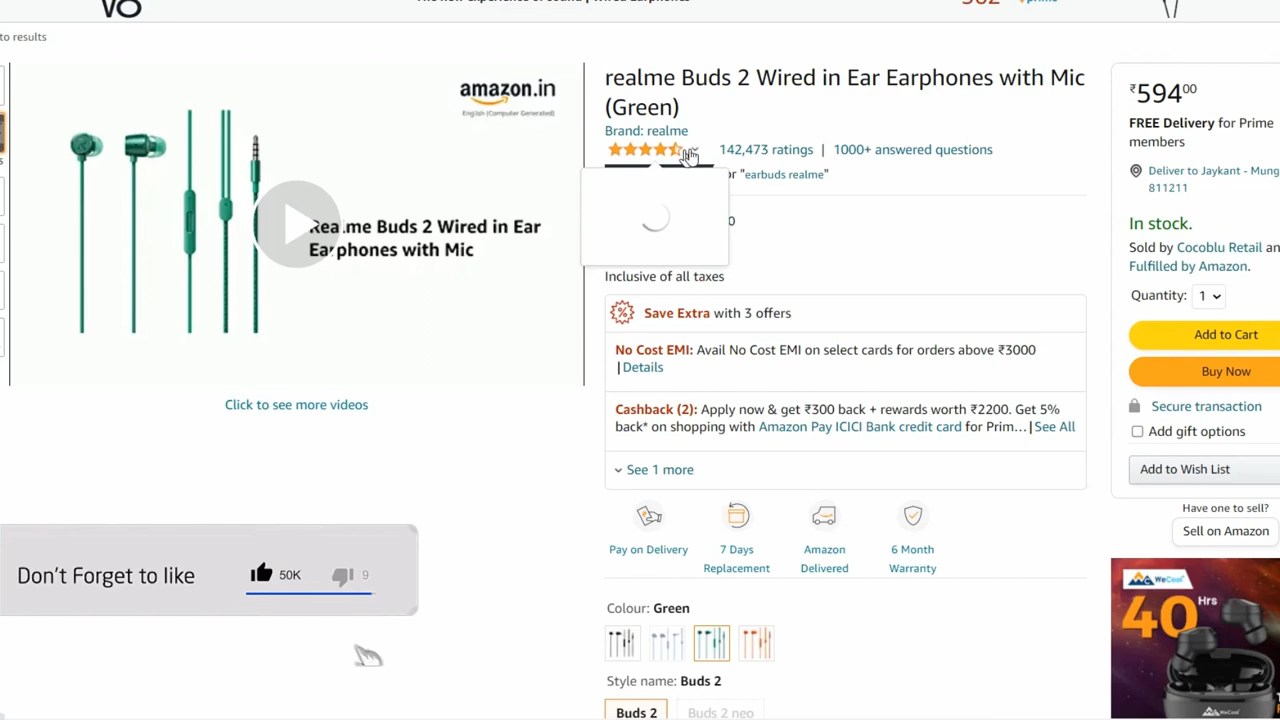 to results
amazon.in
English (Computer Generated)
Realme Buds 2 Wired in Ear
Earphones with Mic
Click to see more videos
Don't Forget to like
50K
9
realme Buds 2 Wired in Ear Earphones with Mic
(Green)
Brand: realme
142,473 ratings | 1000+ answered questions
"earbuds realme"
0
Inclusive of all taxes
Save Extra with 3 offers
No Cost EMI: Avail No Cost EMI on select cards for orders above ₹3000
| Details
Cashback (2): Apply now & get ₹300 back + rewards worth ₹2200. Get 5%
back* on shopping with Amazon Pay ICICI Bank credit card for Prim... | See All
See 1 more
Pay on Delivery
7 Days
Replacement
Amazon
Delivered
6 Month
Warranty
Colour: Green
Style name: Buds 2
Buds 2
Buds 2 neo
₹59400
FREE Delivery for Prime
members
Deliver to Jaykant - Mung
811211
In stock.
Sold by Cocoblu Retail an
Fulfilled by Amazon.
Quantity: 1
Add to Cart
Buy Now
Secure transaction
Add gift options
Add to Wish List
Have one to sell?
Sell on Amazon
WeCool
40 Hrs
WeCool